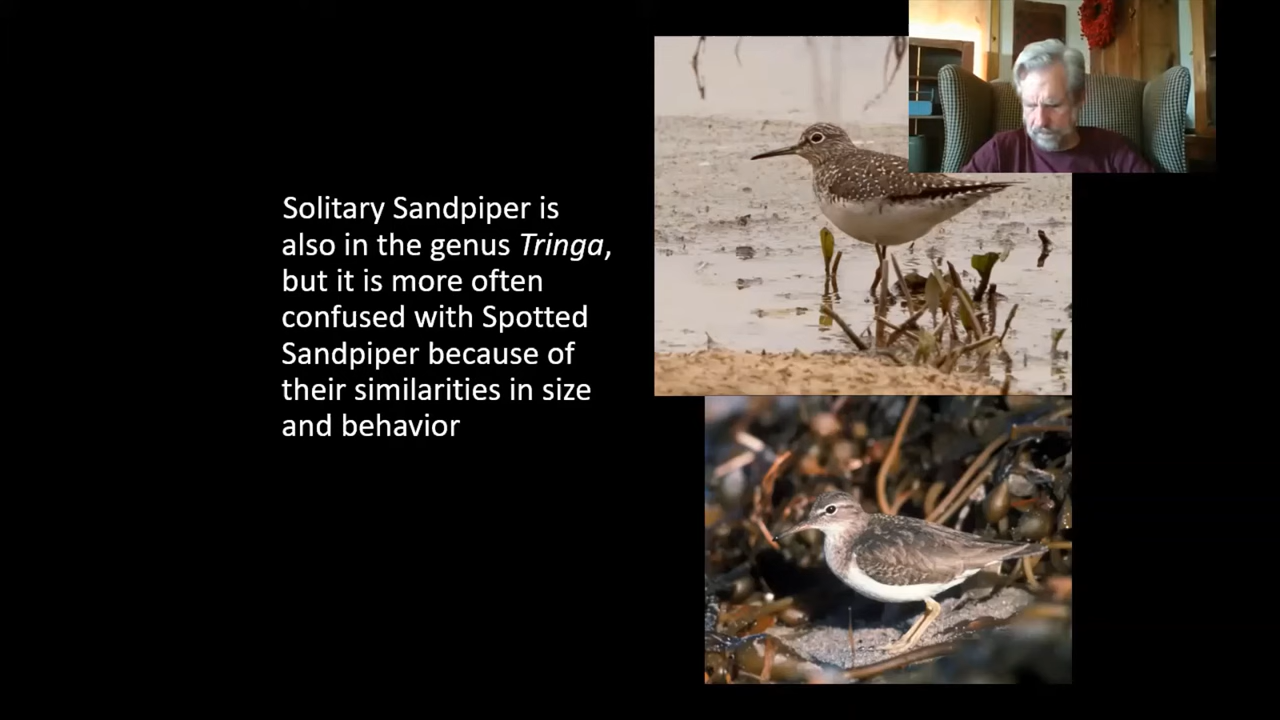 Solitary Sandpiper is
also in the genus Tringa,
but it is more often
confused with Spotted
Sandpiper because of
their similarities in size
and behavior